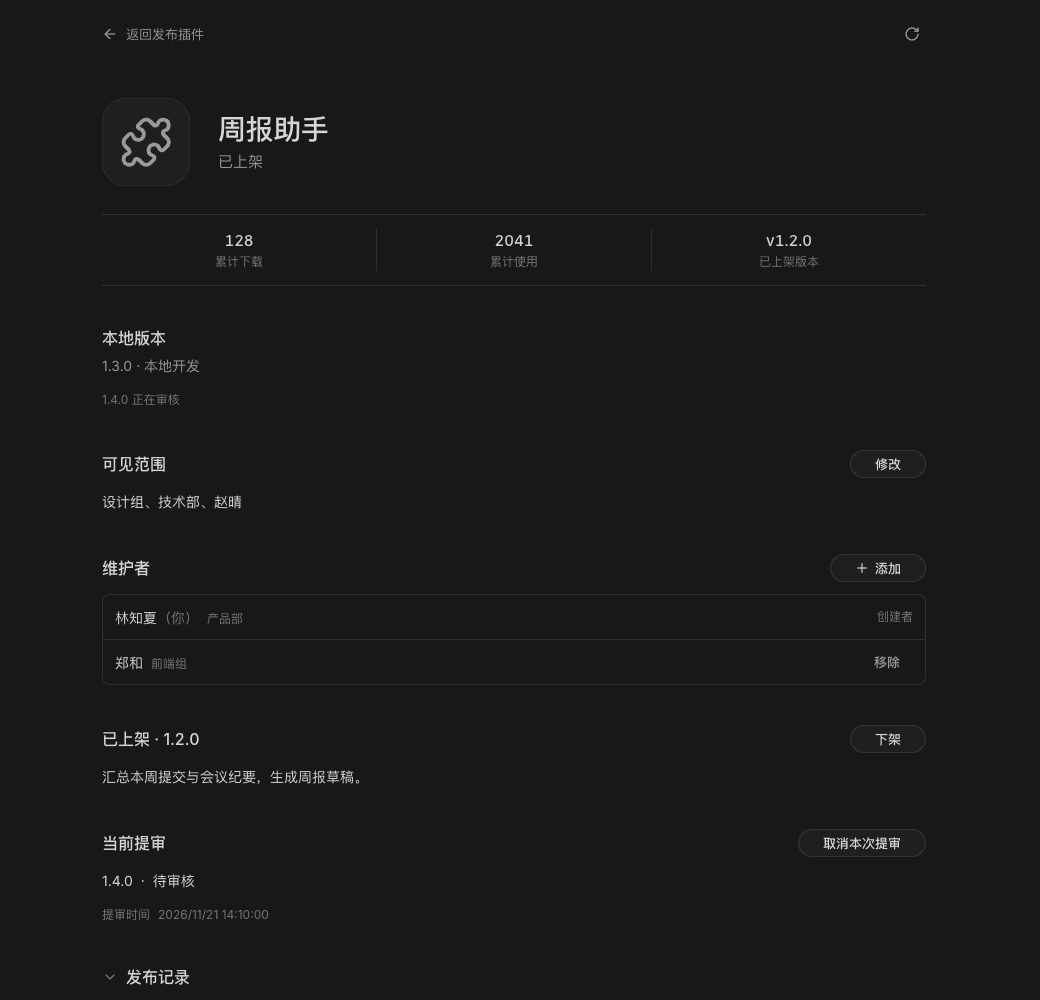 返回发布插件
周报助手
已上架
128
累计下载
2041
累计使用
v1.2.0
已上架版本
本地版本
1.3.0 · 本地开发
1.4.0 正在审核
可见范围
修改
设计组、技术部、赵晴
维护者
添加
林知夏（你） 产品部
创建者
郑和 前端组
移除
已上架 · 1.2.0
下架
汇总本周提交与会议纪要，生成周报草稿。
当前提审
取消本次提审
1.4.0 · 待审核
提审时间 2026/11/21 14:10:00
发布记录